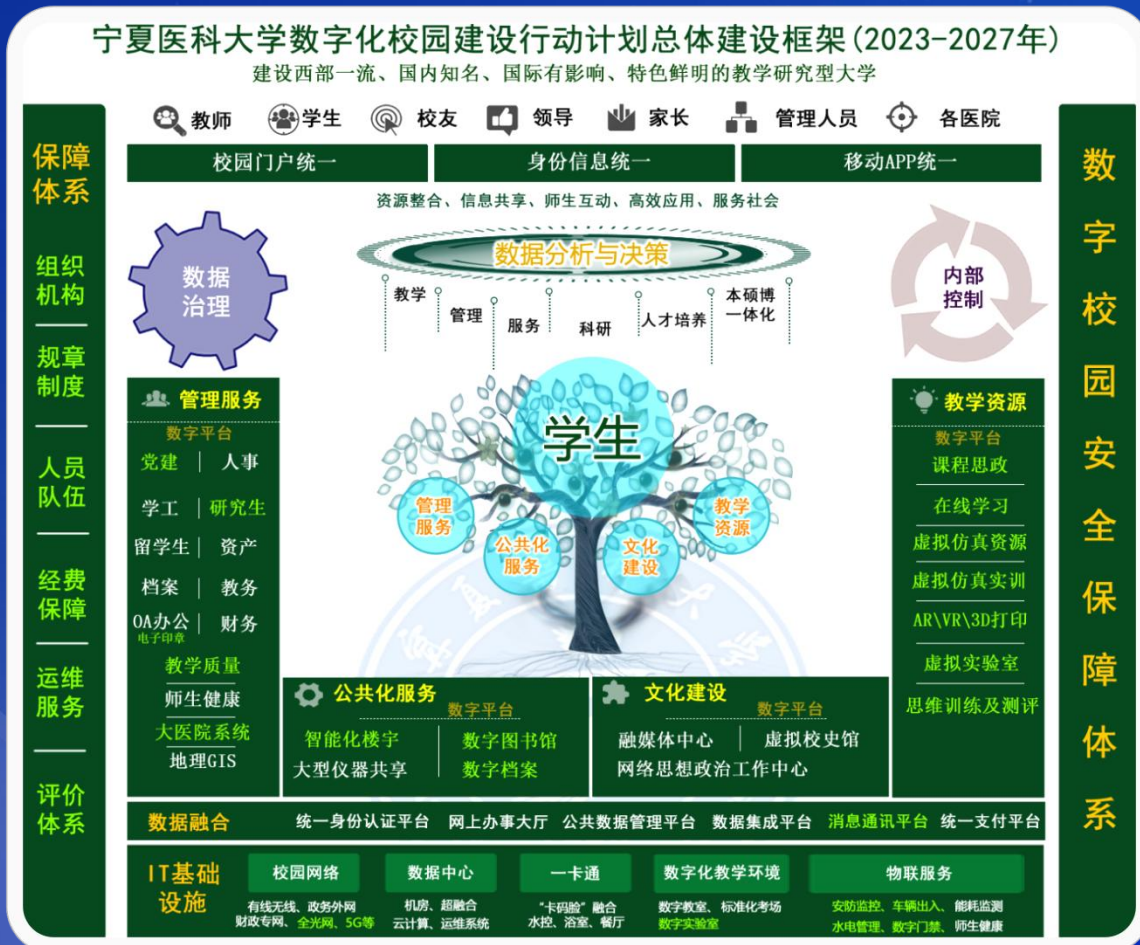 宁夏医科大学数字化校园建设行动计划总体建设框架(2023-2027年)
建设西部一流、国内知名、国际有影响、特色鲜明的教学研究型大学
教师 学生 校友 领导 家长 管理人员 各医院
校园门户统一 身份信息统一 移动APP统一
资源整合、信息共享、师生互动、高效应用、服务社会
保障
体系
组织
机构
规章
制度
人员
队伍
经费
保障
运维
服务
评价
体系
数据
治理
数据分析与决策
教学
管理
服务
科研
人才培养
本硕博
一体化
内部
控制
管理服务
数字平台
党建 人事
学工 研究生
留学生 资产
档案 教务
OA办公 财务
电子印章
教学质量
师生健康
大医院系统
地理GIS
学生
管理
服务
公共化
服务
文化
建设
教学
资源
教学资源
数字平台
课程思政
在线学习
虚拟仿真资源
虚拟仿真实训
AR\VR\3D打印
虚拟实验室
思维训练及测评
公共化服务
数字平台
智能化楼宇 数字图书馆
大型仪器共享 数字档案
文化建设
数字平台
融媒体中心 虚拟校史馆
网络思想政治工作中心
数据融合 统一身份认证平台 网上办事大厅 公共数据管理平台 数据集成平台 消息通讯平台 统一支付平台
IT基础
设施
校园网络
有线无线、政务外网
财政专网、全光网、5G等
数据中心
机房、超融合
云计算、运维系统
一卡通
“卡码脸”融合
水控、浴室、餐厅
数字化教学环境
数字教室、标准化考场
数字实验室
物联服务
安防监控、车辆出入、能耗监测
水电管理、数字门禁、师生健康
数
字
校
园
安
全
保
障
体
系